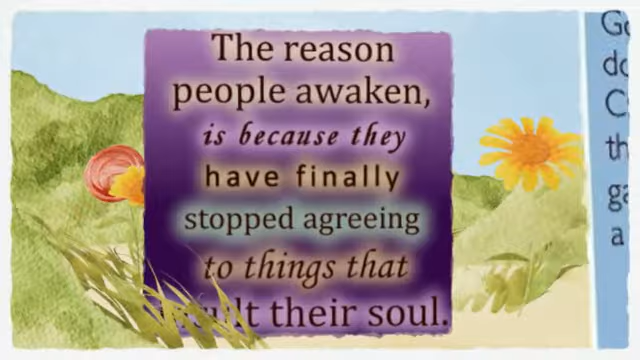 The reason
people awaken,
is because they
have finally
stopped agreeing
to things that
their soul.